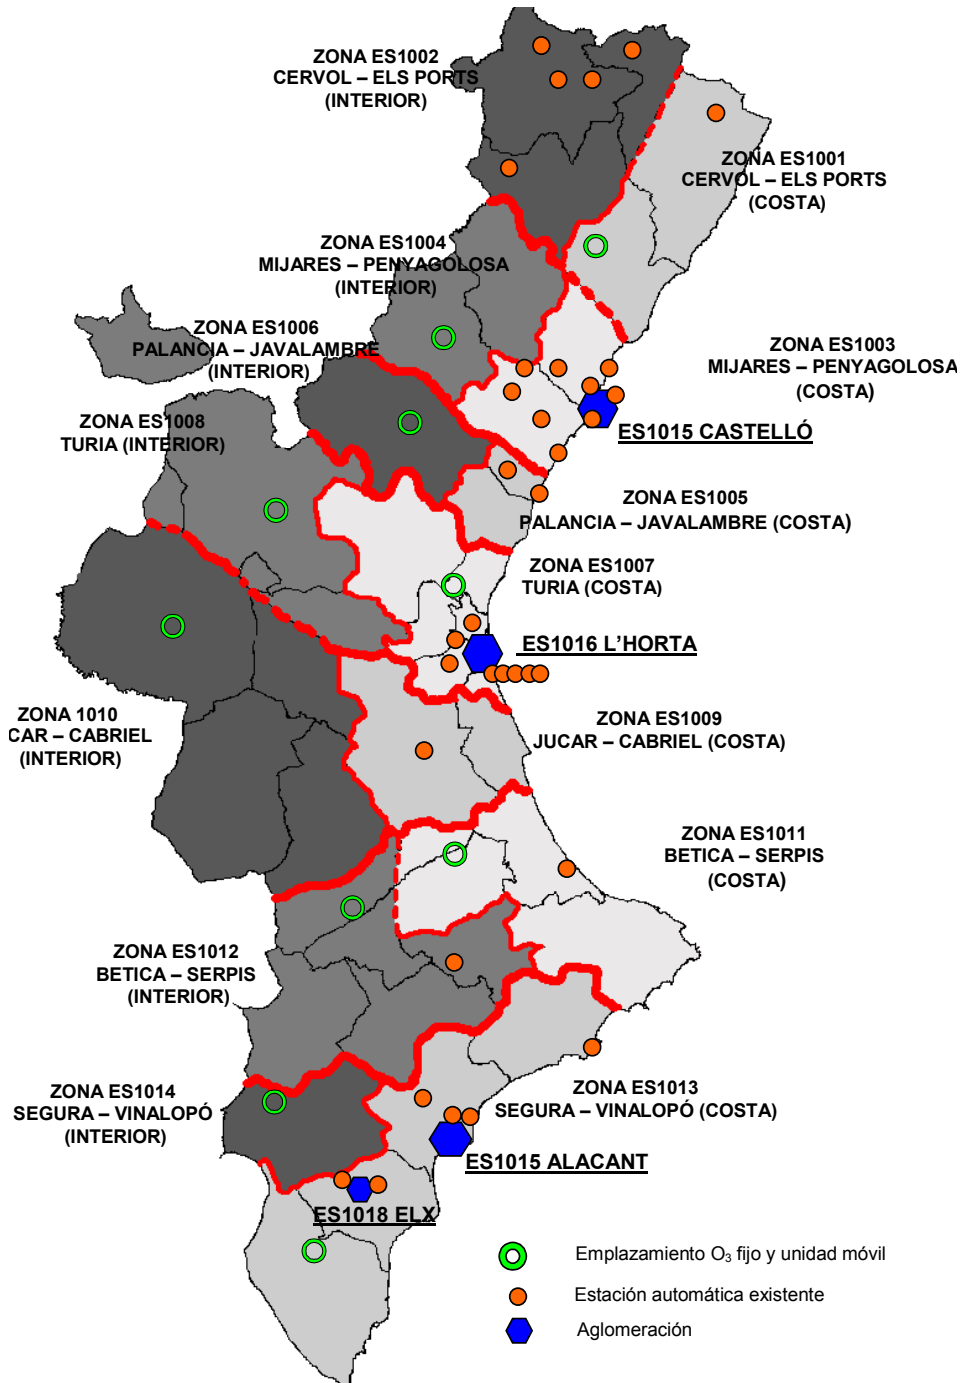 ZONA ES1002
CERVOL – ELS PORTS
(INTERIOR)
ZONA ES1001
CERVOL – ELS PORTS
(COSTA)
ZONA ES1004
MIJARES – PENYAGOLOSA
(INTERIOR)
ZONA ES1006
PALANCIA – JAVALAMBRE
(INTERIOR)
ZONA ES1003
MIJARES – PENYAGOLOSA
(COSTA)
ZONA ES1008
TURIA (INTERIOR)
ES1015 CASTELLÓ
ZONA ES1005
PALANCIA – JAVALAMBRE (COSTA)
ZONA ES1007
TURIA (COSTA)
ES1016 L'HORTA
ZONA 1010
CAR – CABRIEL
(INTERIOR)
ZONA ES1009
JUCAR – CABRIEL (COSTA)
ZONA ES1011
BETICA – SERPIS
(COSTA)
ZONA ES1012
BETICA – SERPIS
(INTERIOR)
ZONA ES1014
SEGURA – VINALOPÓ
(INTERIOR)
ZONA ES1013
SEGURA – VINALOPÓ (COSTA)
ES1015 ALACANT
ES1018 ELX
Emplazamiento O₃ fijo y unidad móvil
Estación automática existente
Aglomeración